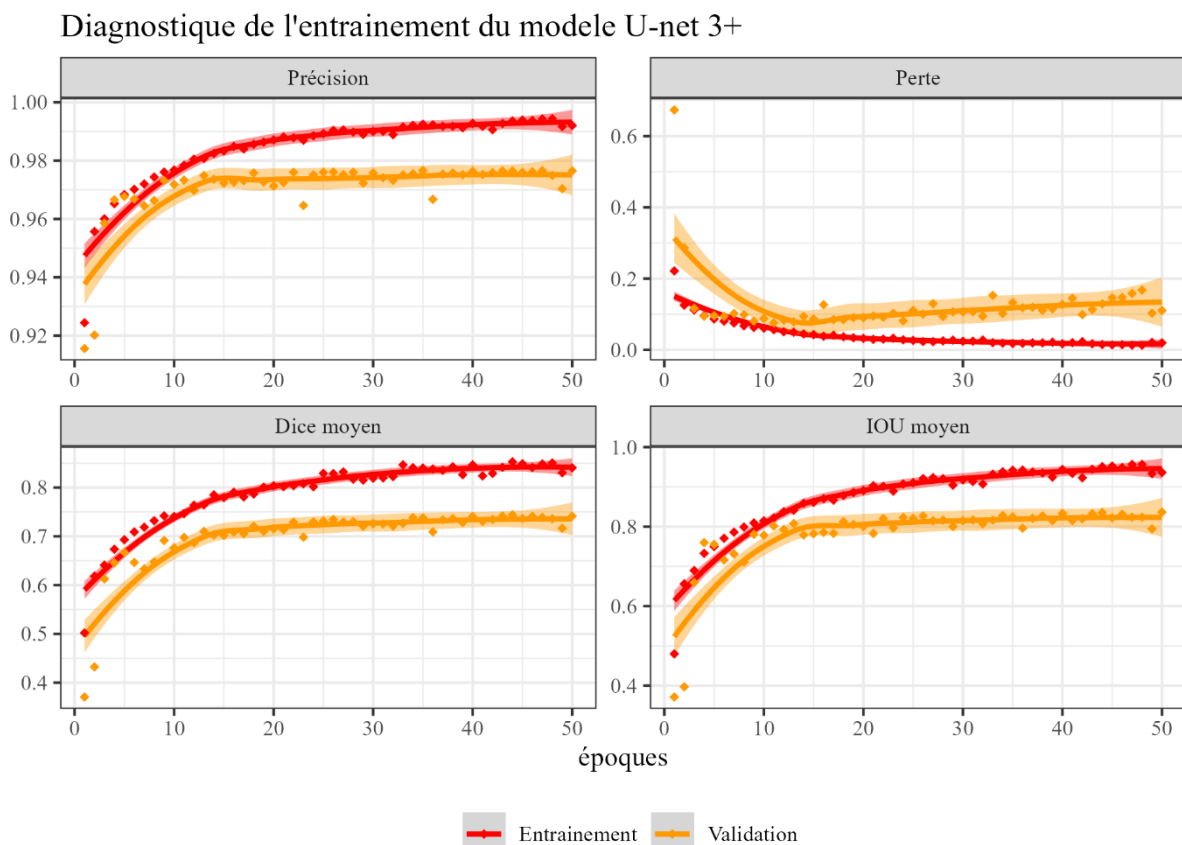 Diagnostique de l'entrainement du modele U-net 3+
Précision
Perte
1.00
0.98
0.96
0.94
0.92
0.6
0.4
0.2
0.0
0 10 20 30 40 50
0 10 20 30 40 50
Dice moyen
IOU moyen
0.8
0.7
0.6
0.5
0.4
1.0
0.8
0.6
0.4
0 10 20 30 40 50
0 10 20 30 40 50
époques
Entrainement Validation